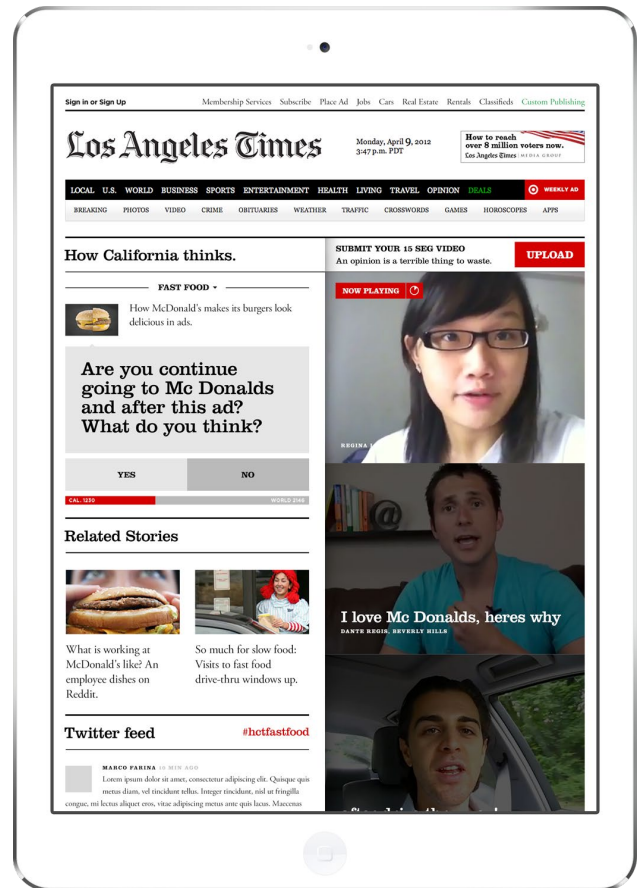 Sign in or Sign Up
Membership Services Subscribe Place Ad Jobs Cars Real Estate Rentals Classifieds Custom Publishing
Los Angeles Times
Monday, April 9, 2012
3:47 p.m. PDT
How to reach
over 8 million voters now.
Los Angeles Times | MEDIA GROUP
LOCAL U.S. WORLD BUSINESS SPORTS ENTERTAINMENT HEALTH LIVING TRAVEL OPINION DEALS
WEEKLY AD
BREAKING PHOTOS VIDEO CRIME OBITUARIES WEATHER TRAFFIC CROSSWORDS GAMES HOROSCOPES APPS
How California thinks.
SUBMIT YOUR 15 SEG VIDEO
An opinion is a terrible thing to waste.
UPLOAD
FAST FOOD
How McDonald's makes its burgers look
delicious in ads.
Are you continue
going to Mc Donalds
and after this ad?
What do you think?
YES
NO
CAL. 1230
WORLD 2148
NOW PLAYING
REGINA
I love Mc Donalds, heres why
DANTE REGIS, BEVERLY HILLS
Related Stories
What is working at
McDonald's like? An
employee dishes on
Reddit.
So much for slow food:
Visits to fast food
drive-thru windows up.
Twitter feed
#hctfastfood
MARCO FARINA MIN AGO
Lorem ipsum dolor sit amet, consectetur adipiscing elit. Quisque quis
metus diam, vel tincidunt tellus. Integer tincidunt, nisl ut fringilla
congue, mi lectus aliquet eros, vitae adipiscing metus ante quis lacus. Maecenas